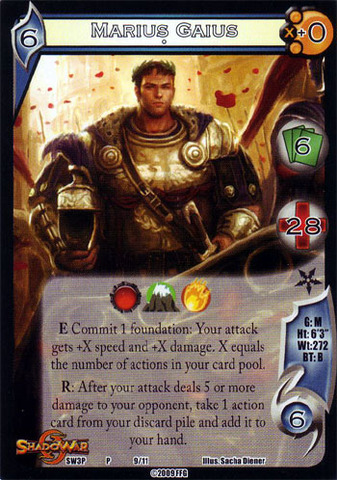 6
MARIUS GAIUS
X+0
6
28
G: M
Ht: 6'3"
Wt: 272
BT: B
E Commit 1 foundation: Your attack
gets +X speed and +X damage. X equals
the number of actions in your card pool.
R: After your attack deals 5 or more
damage to your opponent, take 1 action
card from your discard pile and add it to
your hand.
6
SHADOWAR
SW3P P 9/11 Illus. Sacha Diener
©2009 FFG